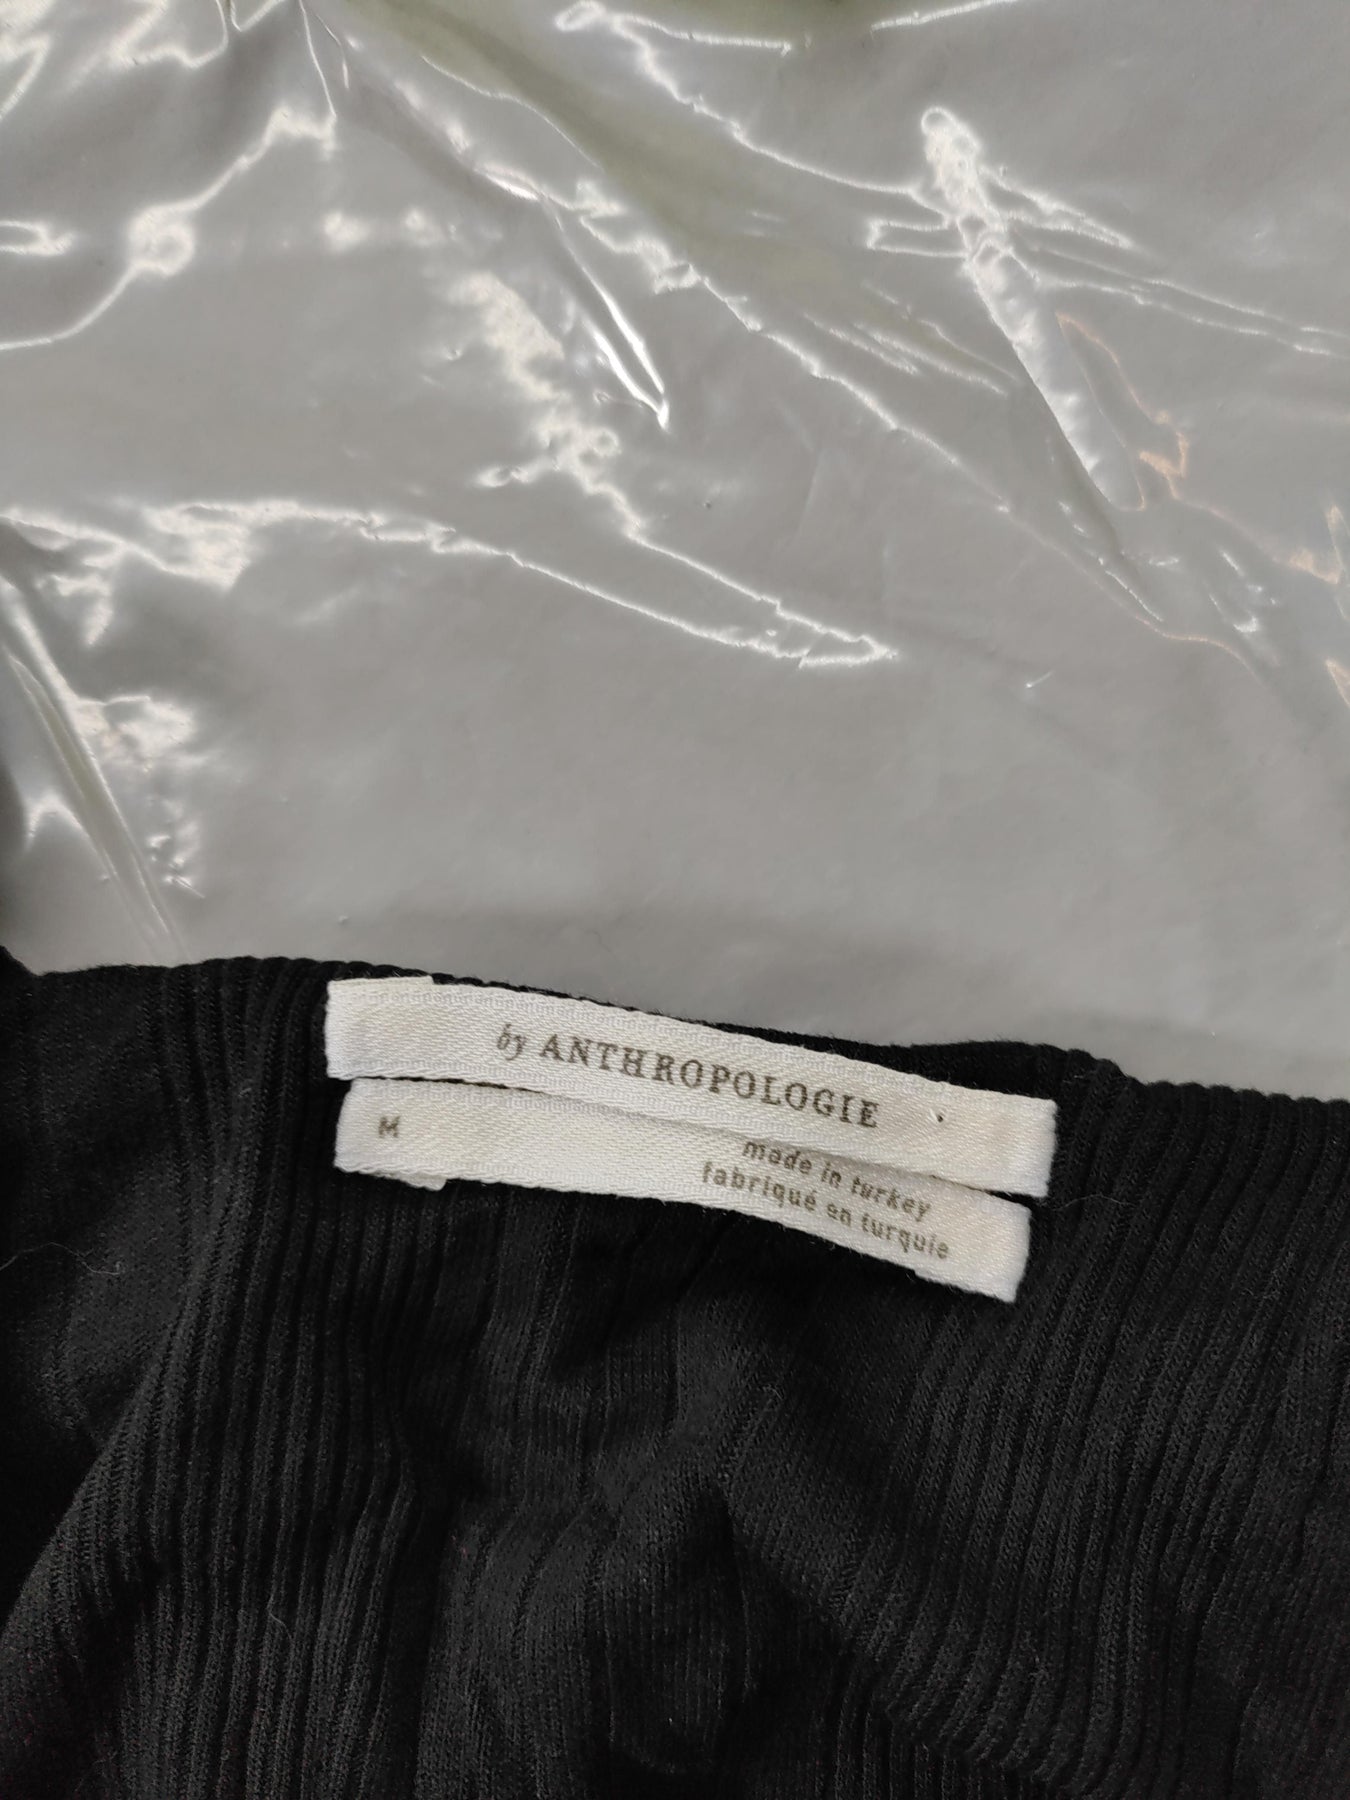 by ANTHROPOLOGIE
M
made in turkey
fabriqué en turquie